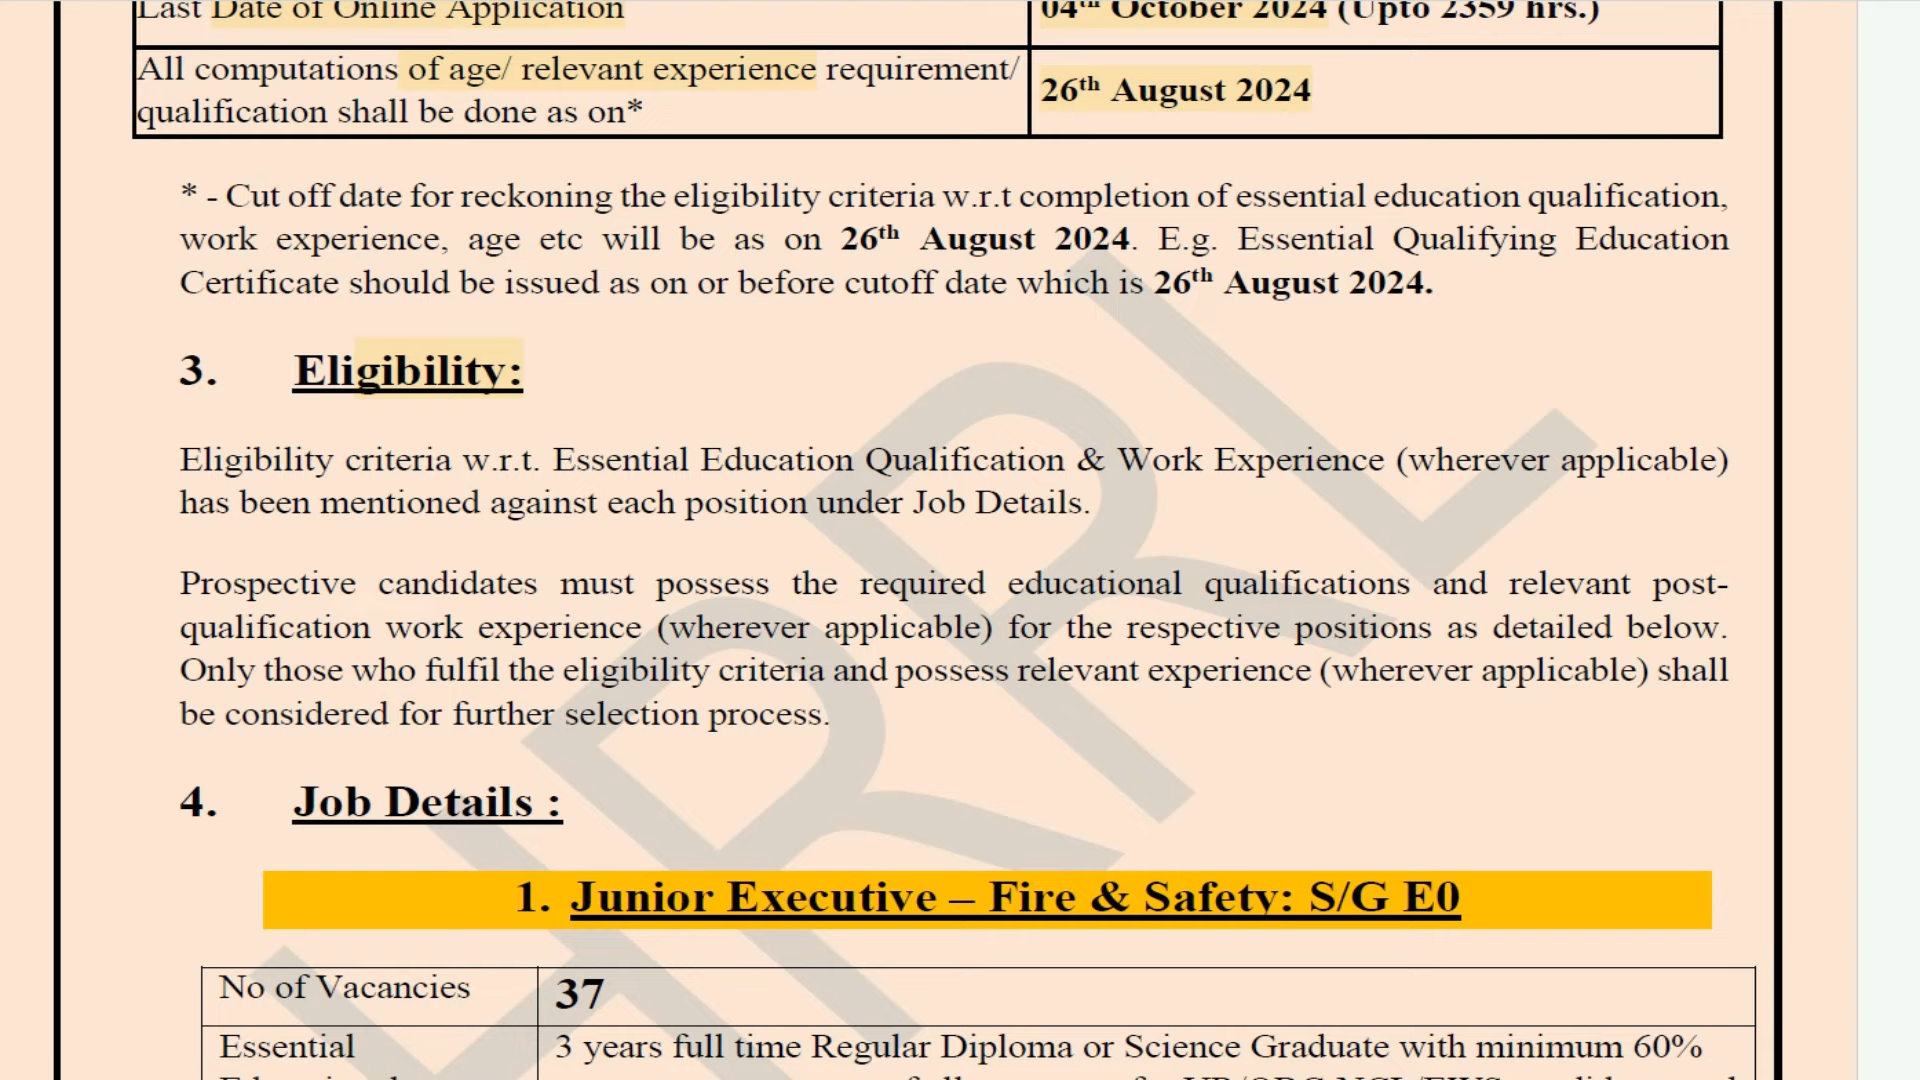 Last Date of Online Application
04th October 2024 (Upto 2359 hrs.)
All computations of age/ relevant experience requirement/
qualification shall be done as on*
26th August 2024
* - Cut off date for reckoning the eligibility criteria w.r.t completion of essential education qualification,
work experience, age etc will be as on 26th August 2024. E.g. Essential Qualifying Education
Certificate should be issued as on or before cutoff date which is 26th August 2024.
3. Eligibility:
Eligibility criteria w.r.t. Essential Education Qualification & Work Experience (wherever applicable)
has been mentioned against each position under Job Details.
Prospective candidates must possess the required educational qualifications and relevant post-
qualification work experience (wherever applicable) for the respective positions as detailed below.
Only those who fulfil the eligibility criteria and possess relevant experience (wherever applicable) shall
be considered for further selection process.
4. Job Details :
1. Junior Executive – Fire & Safety: S/G E0
No of Vacancies
37
Essential
3 years full time Regular Diploma or Science Graduate with minimum 60%
HRRL